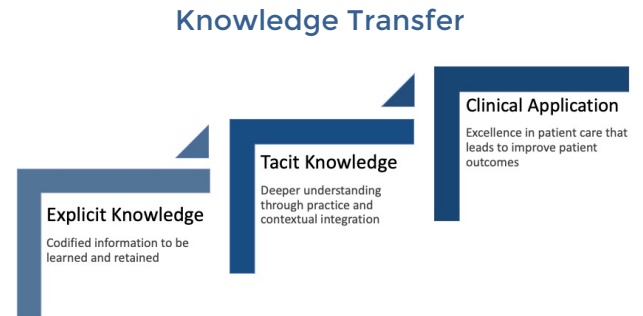 Knowledge Transfer
Explicit Knowledge
Codified information to be
learned and retained
Tacit Knowledge
Deeper understanding
through practice and
contextual integration
Clinical Application
Excellence in patient care that
leads to improve patient
outcomes